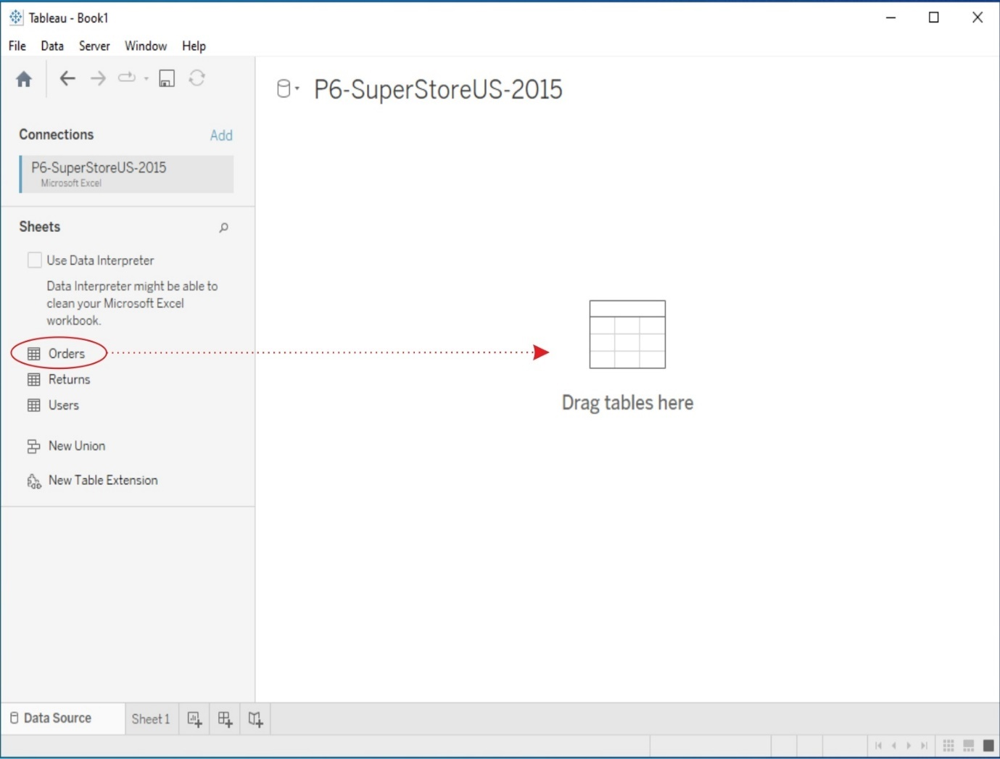 Tableau - Book1
File Data Server Window Help
P6-SuperStoreUS-2015
Connections Add
P6-SuperStoreUS-2015
Microsoft Excel
Sheets
Use Data Interpreter
Data Interpreter might be able to
clean your Microsoft Excel
workbook.
Orders
Returns
Users
New Union
New Table Extension
Drag tables here
Data Source Sheet 1